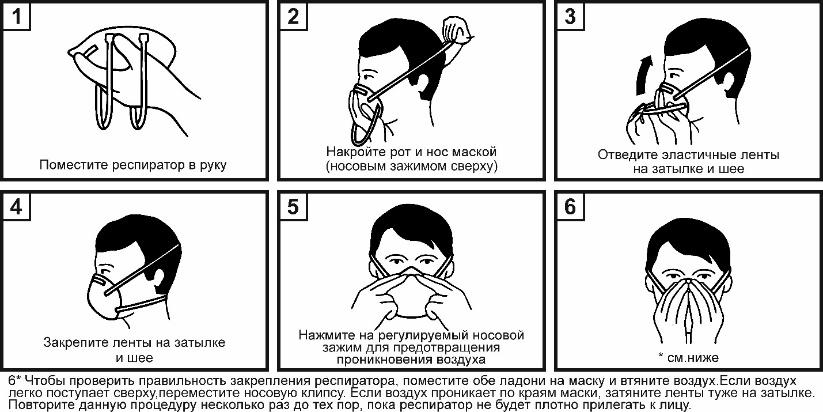 1
Поместите респиратор в руку
2
Накройте рот и нос маской
(носовым зажимом сверху)
3
Отведите эластичные ленты
на затылке и шее
4
Закрепите ленты на затылке
и шее
5
Нажмите на регулируемый носовой
зажим для предотвращения
проникновения воздуха
6
* см.ниже
6* Чтобы проверить правильность закрепления респиратора, поместите обе ладони на маску и втяните воздух.Если воздух
легко поступает сверху,переместите носовую клипсу. Если воздух проникает по краям маски, затяните ленты туже на затылке.
Повторите данную процедуру несколько раз до тех пор, пока респиратор не будет плотно прилегать к лицу.